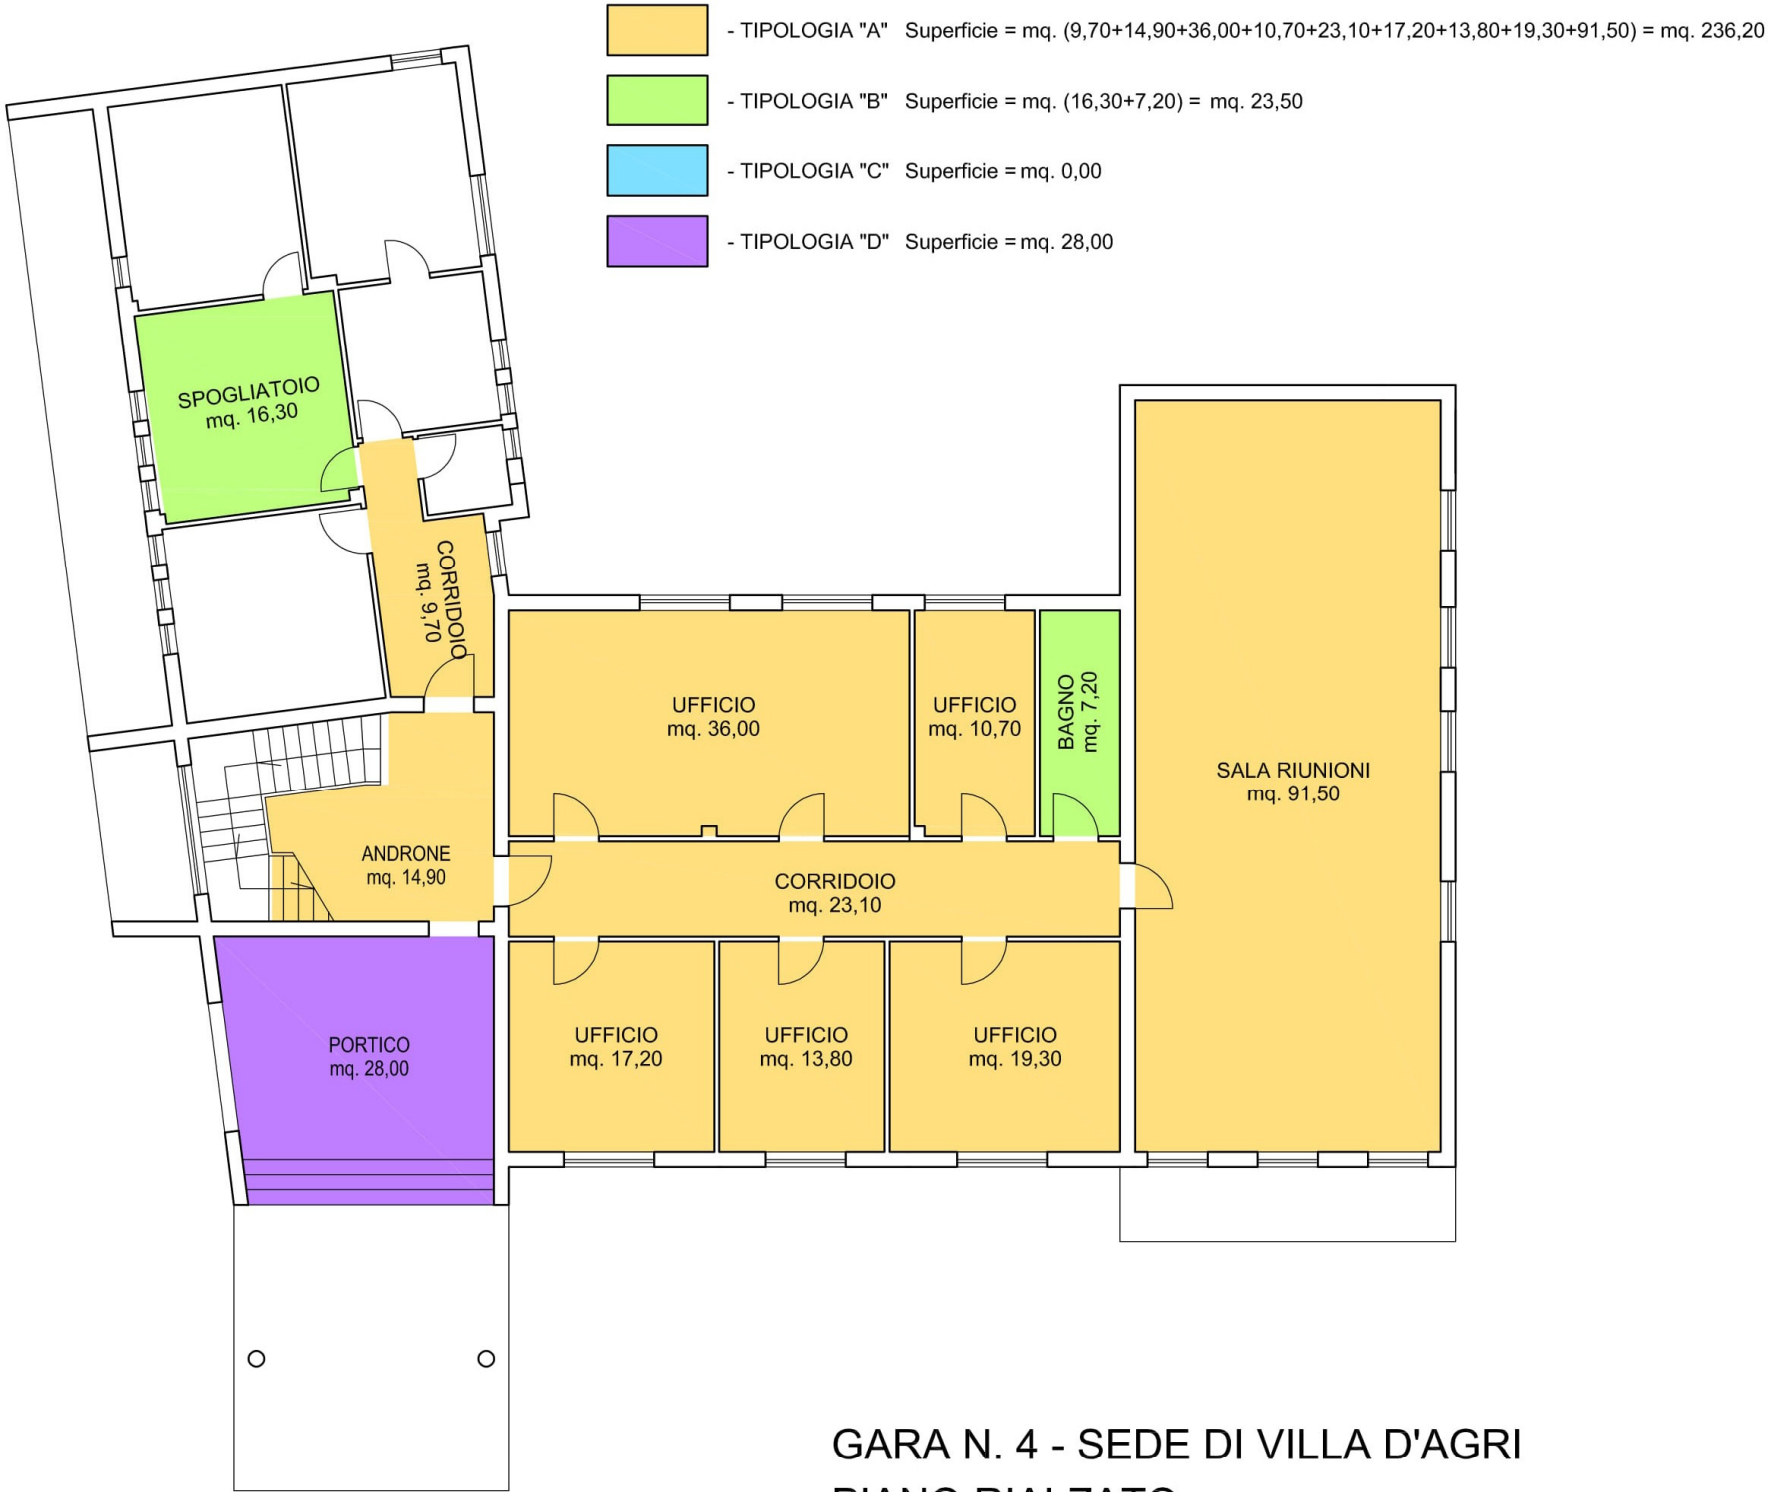 - TIPOLOGIA "A" Superficie = mq. (9,70+14,90+36,00+10,70+23,10+17,20+13,80+19,30+91,50) = mq. 236,20
- TIPOLOGIA "B" Superficie = mq. (16,30+7,20) = mq. 23,50
- TIPOLOGIA "C" Superficie = mq. 0,00
- TIPOLOGIA "D" Superficie = mq. 28,00
SPOGLIATOIO
mq. 16,30
CORRIDOIO
mq. 9,70
UFFICIO
mq. 36,00
UFFICIO
mq. 10,70
BAGNO
mq. 7,20
SALA RIUNIONI
mq. 91,50
ANDRONE
mq. 14,90
CORRIDOIO
mq. 23,10
PORTICO
mq. 28,00
UFFICIO
mq. 17,20
UFFICIO
mq. 13,80
UFFICIO
mq. 19,30
GARA N. 4 - SEDE DI VILLA D'AGRI
PIANO RIALZATO